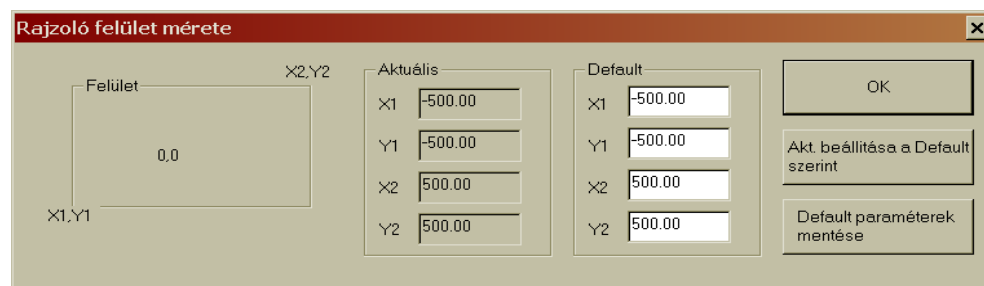 Rajzoló felület mérete
Felület
X2,Y2
0,0
X1,Y1
Aktuális
X1 -500.00
Y1 -500.00
X2 500.00
Y2 500.00
Default
X1 -500.00
Y1 -500.00
X2 500.00
Y2 500.00
OK
Akt. beállitása a Default
szerint
Default paraméterek
mentése